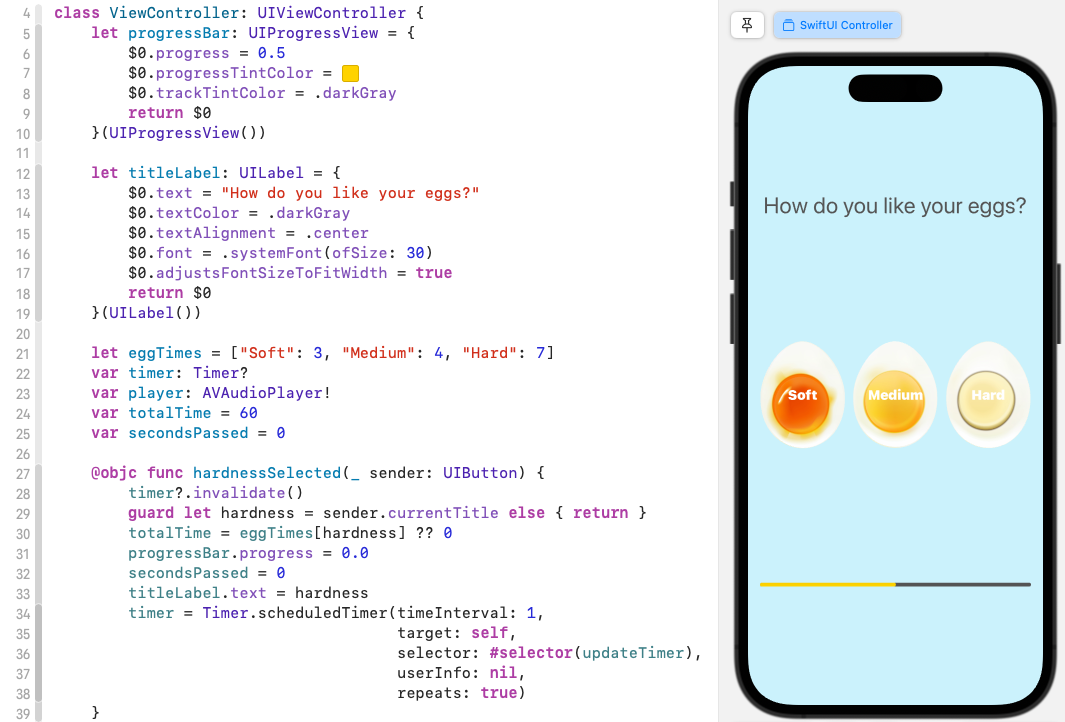 4 class ViewController: UIViewController {
5 let progressBar: UIProgressView = {
6 $0.progress = 0.5
7 $0.progressTintColor =
8 $0.trackTintColor = .darkGray
9 return $0
10 }(UIProgressView())
11
12 let titleLabel: UILabel = {
13 $0.text = "How do you like your eggs?"
14 $0.textColor = .darkGray
15 $0.textAlignment = .center
16 $0.font = .systemFont(ofSize: 30)
17 $0.adjustsFontSizeToFitWidth = true
18 return $0
19 }(UILabel())
20
21 let eggTimes = ["Soft": 3, "Medium": 4, "Hard": 7]
22 var timer: Timer?
23 var player: AVAudioPlayer!
24 var totalTime = 60
25 var secondsPassed = 0
26
27 @objc func hardnessSelected(_ sender: UIButton) {
28 timer?.invalidate()
29 guard let hardness = sender.currentTitle else { return }
30 totalTime = eggTimes[hardness] ?? 0
31 progressBar.progress = 0.0
32 secondsPassed = 0
33 titleLabel.text = hardness
34 timer = Timer.scheduledTimer(timeInterval: 1,
35 target: self,
36 selector: #selector(updateTimer),
37 userInfo: nil,
38 repeats: true)
39 }
SwiftUI Controller
How do you like your eggs?
Soft Medium Hard